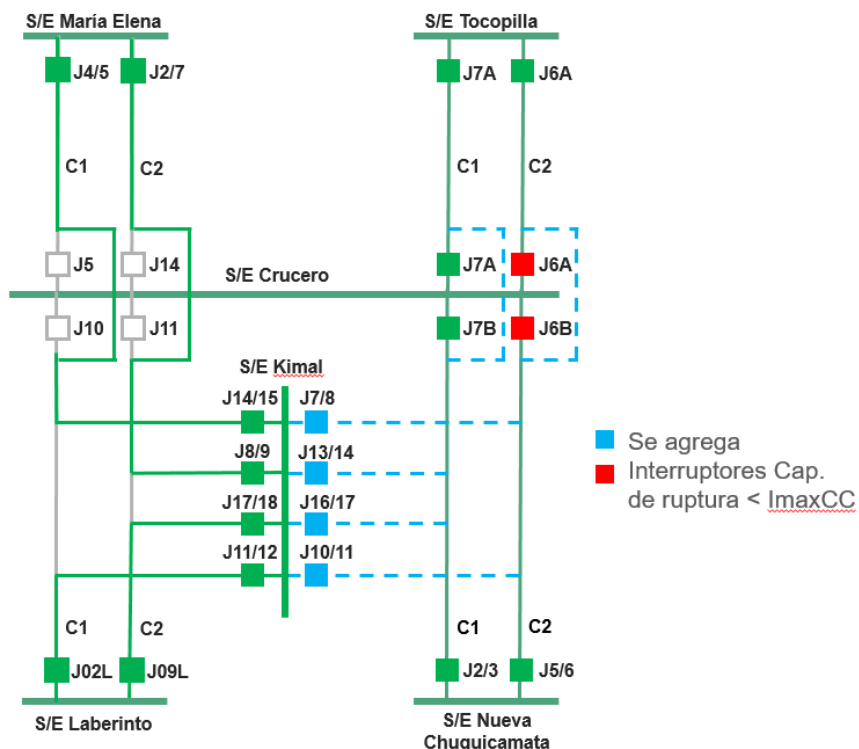 S/E María Elena
S/E Tocopilla
J4/5
J2/7
J7A
J6A
C1
C2
C1
C2
J5
J14
J7A
J6A
S/E Crucero
J10
J11
J7B
J6B
S/E Kimal
J14/15
J7/8
J8/9
J13/14
J17/18
J16/17
J11/12
J10/11
Se agrega
Interruptores Cap.
de ruptura < ImaxCC
C1
C2
C1
C2
J02L
J09L
J2/3
J5/6
S/E Laberinto
S/E Nueva
Chuquicamata